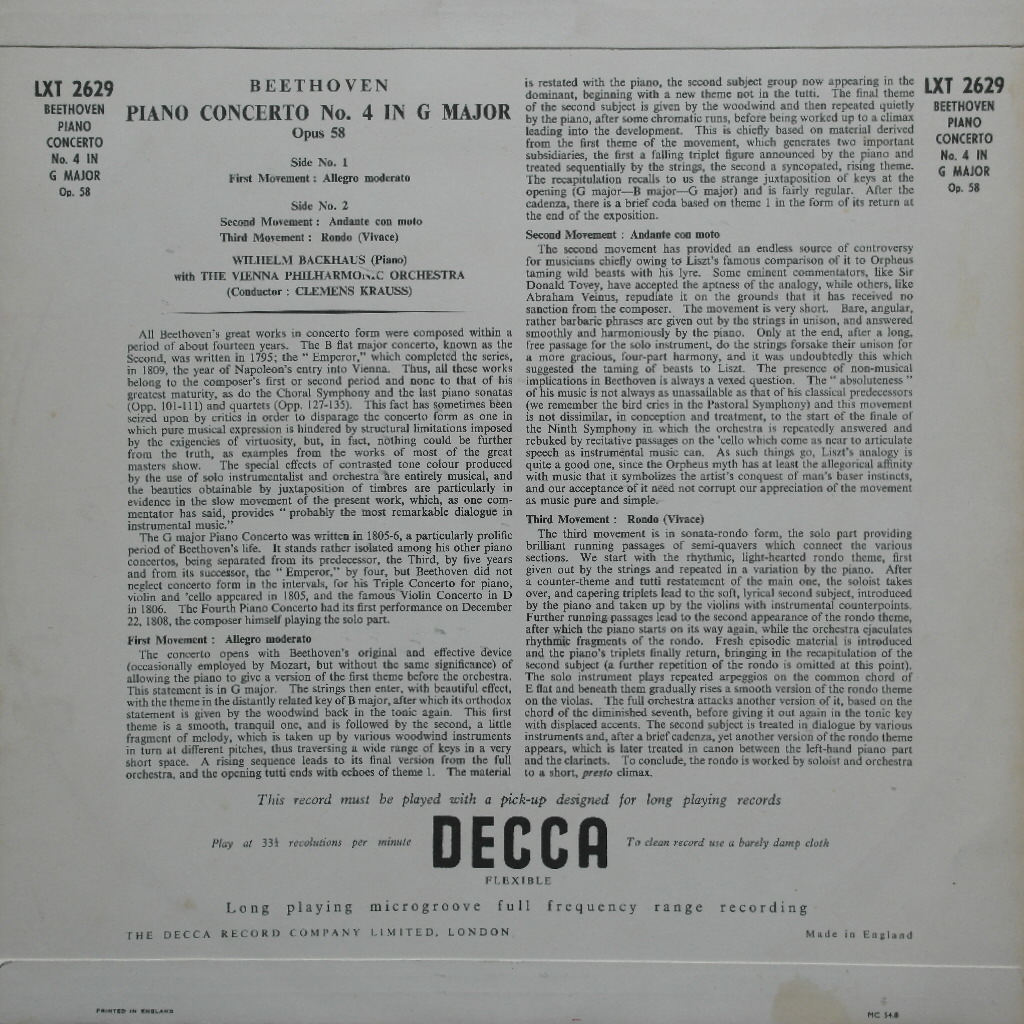 LXT 2629
BEETHOVEN
PIANO
CONCERTO
No. 4 IN
G MAJOR
Op. 58
BEETHOVEN
PIANO CONCERTO No. 4 IN G MAJOR
Opus 58
Side No. 1
First Movement : Allegro moderato
Side No. 2
Second Movement : Andante con moto
Third Movement : Rondo (Vivace)
WILHELM BACKHAUS (Piano)
with THE VIENNA PHILHARMONIC ORCHESTRA
(Conductor : CLEMENS KRAUSS)
All Beethoven's great works in concerto form were composed within a
period of about fourteen years. The B flat major concerto, known as the
Second, was written in 1795; the " Emperor," which completed the series,
in 1809, the year of Napoleon's entry into Vienna. Thus, all these works
belong to the composer's first or second period and none to that of his
greatest maturity, as do the Choral Symphony and the last piano sonatas
(Opp. 101-111) and quartets (Opp. 127-135). This fact has sometimes been
seized upon by critics in order to disparage the concerto form as one in
which pure musical expression is hindered by structural limitations imposed
by the exigencies of virtuosity, but, in fact, nothing could be further
from the truth, as examples from the works of most of the great
masters show. The special effects of contrasted tone colour produced
by the use of solo instrumentalist and orchestra are entirely musical, and
the beauties obtainable by juxtaposition of timbres are particularly in
evidence in the slow movement of the present work, which, as one com-
mentator has said, provides " probably the most remarkable dialogue in
instrumental music."
The G major Piano Concerto was written in 1805-6, a particularly prolific
period of Beethoven's life. It stands rather isolated among his other piano
concertos, being separated from its predecessor, the Third, by five years
and from its successor, the " Emperor," by four, but Beethoven did not
neglect concerto form in the intervals, for his Triple Concerto for piano,
violin and 'cello appeared in 1805, and the famous Violin Concerto in D
in 1806. The Fourth Piano Concerto had its first performance on December
22, 1808, the composer himself playing the solo part.
First Movement : Allegro moderato
The concerto opens with Beethoven's original and effective device
(occasionally employed by Mozart, but without the same significance) of
allowing the piano to give a version of the first theme before the orchestra.
This statement is in G major. The strings then enter, with beautiful effect,
with the theme in the distantly related key of B major, after which its orthodox
statement is given by the woodwind back in the tonic again. This first
theme is a smooth, tranquil one, and is followed by the second, a little
fragment of melody, which is taken up by various woodwind instruments
in turn at different pitches, thus traversing a wide range of keys in a very
short space. A rising sequence leads to its final version from the full
orchestra, and the opening tutti ends with echoes of theme 1. The material
is restated with the piano, the second subject group now appearing in the
dominant, beginning with a new theme not in the tutti. The final theme
of the second subject is given by the woodwind and then repeated quietly
by the piano, after some chromatic runs, before being worked up to a climax
leading into the development. This is chiefly based on material derived
from the first theme of the movement, which generates two important
subsidiaries, the first a falling triplet figure announced by the piano and
treated sequentially by the strings, the second a syncopated, rising theme.
The recapitulation recalls to us the strange juxtaposition of keys at the
opening (G major—B major—G major) and is fairly regular. After the
cadenza, there is a brief coda based on theme 1 in the form of its return at
the end of the exposition.
Second Movement : Andante con moto
The second movement has provided an endless source of controversy
for musicians chiefly owing to Liszt's famous comparison of it to Orpheus
taming wild beasts with his lyre. Some eminent commentators, like Sir
Donald Tovey, have accepted the aptness of the analogy, while others, like
Abraham Veinus, repudiate it on the grounds that it has received no
sanction from the composer. The movement is very short. Bare, angular,
rather barbaric phrases are given out by the strings in unison, and answered
smoothly and harmoniously by the piano. Only at the end, after a long,
free passage for the solo instrument, do the strings forsake their unison for
a more gracious, four-part harmony, and it was undoubtedly this which
suggested the taming of beasts to Liszt. The presence of non-musical
implications in Beethoven is always a vexed question. The " absoluteness "
of his music is not always as unassailable as that of his classical predecessors
(we remember the bird cries in the Pastoral Symphony) and this movement
is not dissimilar, in conception and treatment, to the start of the finale of
the Ninth Symphony in which the orchestra is repeatedly answered and
rebuked by recitative passages on the 'cello which come as near to articulate
speech as instrumental music can. As such things go, Liszt's analogy is
quite a good one, since the Orpheus myth has at least the allegorical affinity
with music that it symbolizes the artist's conquest of man's baser instincts,
and our acceptance of it need not corrupt our appreciation of the movement
as music pure and simple.
Third Movement : Rondo (Vivace)
The third movement is in sonata-rondo form, the solo part providing
brilliant running passages of semi-quavers which connect the various
sections. We start with the rhythmic, light-hearted rondo theme, first
given out by the strings and repeated in a variation by the piano. After
a counter-theme and tutti restatement of the main one, the soloist takes
over, and capering triplets lead to the soft, lyrical second subject, introduced
by the piano and taken up by the violins with instrumental counterpoints.
Further running passages lead to the second appearance of the rondo theme,
after which the piano starts on its way again, while the orchestra ejaculates
rhythmic fragments of the rondo. Fresh episodic material is introduced
and the piano's triplets finally return, bringing in the recapitulation of the
second subject (a further repetition of the rondo is omitted at this point).
The solo instrument plays repeated arpeggios on the common chord of
E flat and beneath them gradually rises a smooth version of the rondo theme
on the violas. The full orchestra attacks another version of it, based on the
chord of the diminished seventh, before giving it out again in the tonic key
with displaced accents. The second subject is treated in dialogue by various
instruments and, after a brief cadenza, yet another version of the rondo theme
appears, which is later treated in canon between the left-hand piano part
and the clarinets. To conclude, the rondo is worked by soloist and orchestra
to a short, presto climax.
LXT 2629
BEETHOVEN
PIANO
CONCERTO
No. 4 IN
G MAJOR
Op. 58
This record must be played with a pick-up designed for long playing records
Play at 33⅓ revolutions per minute
DECCA
To clean record use a barely damp cloth
FLEXIBLE
Long playing microgroove full frequency range recording
THE DECCA RECORD COMPANY LIMITED, LONDON
Made in England
PRINTED IN ENGLAND
MC 54.8